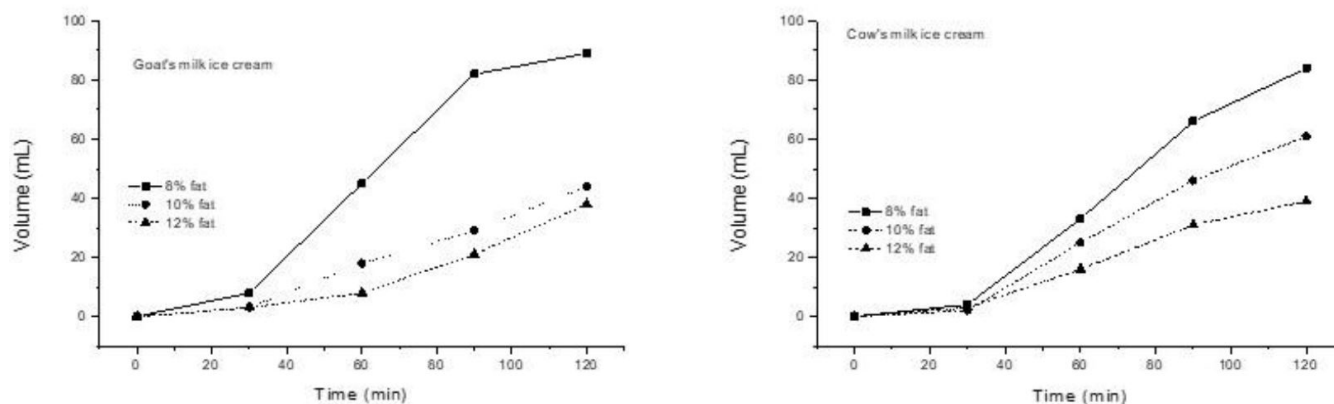 100
80
60
40
20
0
Volume (mL)
Goat's milk ice cream
8% fat
10% fat
12% fat
0 20 40 60 80 100 120
Time (min)
100
80
60
40
20
0
Volume (mL)
Cow's milk ice cream
8% fat
10% fat
12% fat
0 20 40 60 80 100 120
Time (min)